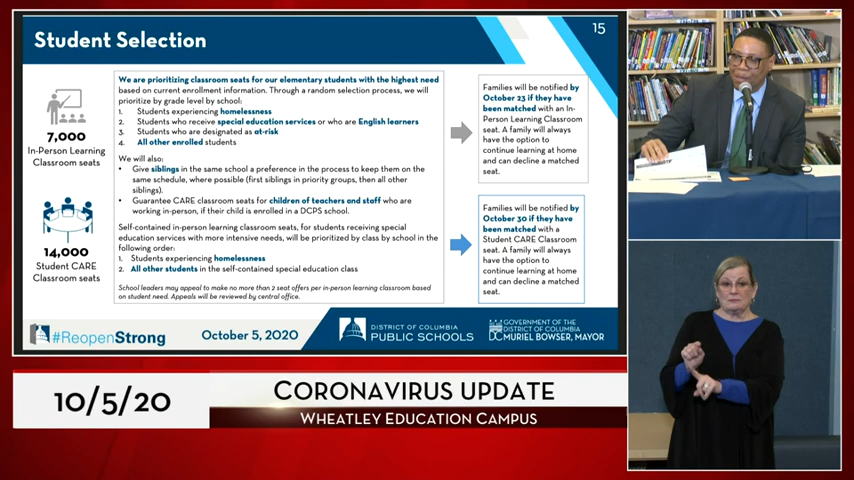 Student Selection
15
7,000
In-Person Learning
Classroom seats
14,000
Student CARE
Classroom seats
We are prioritizing classroom seats for our elementary students with the highest need
based on current enrollment information. Through a random selection process, we will
prioritize by grade level by school:
1. Students experiencing homelessness
2. Students who receive special education services or who are English learners
3. Students who are designated as at-risk
4. All other enrolled students
We will also:
• Give siblings in the same school a preference in the process to keep them on the
same schedule, where possible (first siblings in priority groups, then all other
siblings).
• Guarantee CARE classroom seats for children of teachers and staff who are
working in-person, if their child is enrolled in a DCPS school.
Self-contained in-person learning classroom seats, for students receiving special
education services with more intensive needs, will be prioritized by class by school in the
following order:
1. Students experiencing homelessness
2. All other students in the self-contained special education class
School leaders may appeal to make no more than 2 seat offers per in-person learning classroom based
on student need. Appeals will be reviewed by central office.
Families will be notified by
October 23 if they have
been matched with an In-
Person Learning Classroom
seat. A family will always
have the option to
continue learning at home
and can decline a matched
seat.
Families will be notified by
October 30 if they have
been matched with a
Student CARE Classroom
seat. A family will always
have the option to
continue learning at home
and can decline a matched
seat.
#ReopenStrong
October 5, 2020
DISTRICT OF COLUMBIA
PUBLIC SCHOOLS
GOVERNMENT OF THE
DISTRICT OF COLUMBIA
MURIEL BOWSER, MAYOR
10/5/20
CORONAVIRUS UPDATE
WHEATLEY EDUCATION CAMPUS